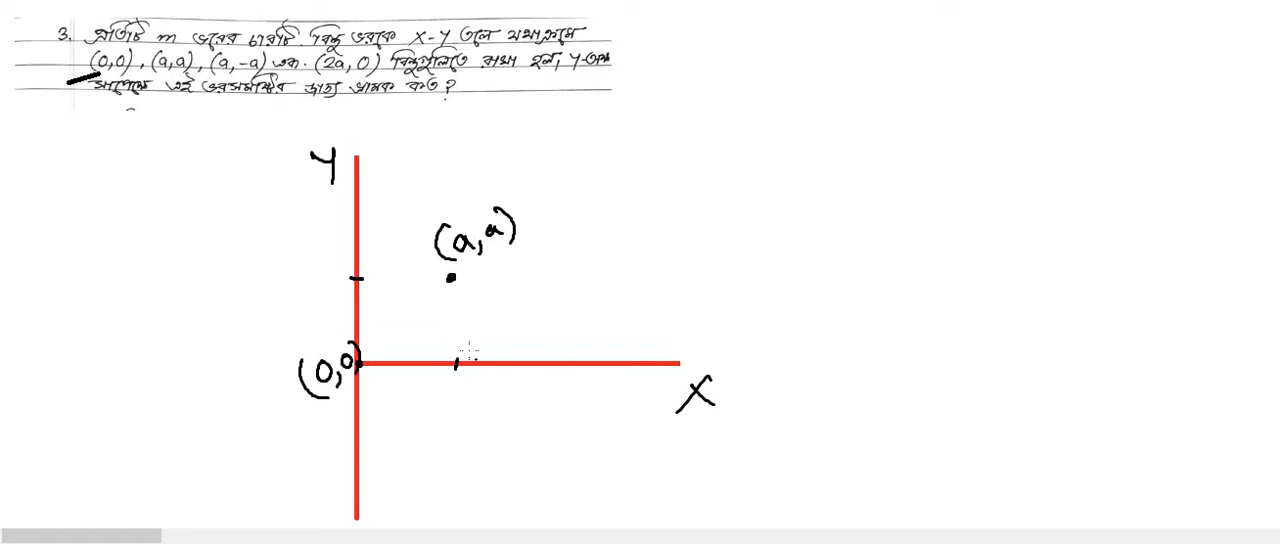 3. প্রতিটি m ভরের চারটি বিন্দু ভরকে X-Y তলে যথাক্রমে
(0,0), (a,a), (a,-a) এবং (2a, 0) বিন্দুগুলিতে রাখা হল, Y-অক্ষ
সাপেক্ষে এই ভরসমষ্টির জাড্য ভ্রামক কত?
Y
(a,a)
(0,0)
X